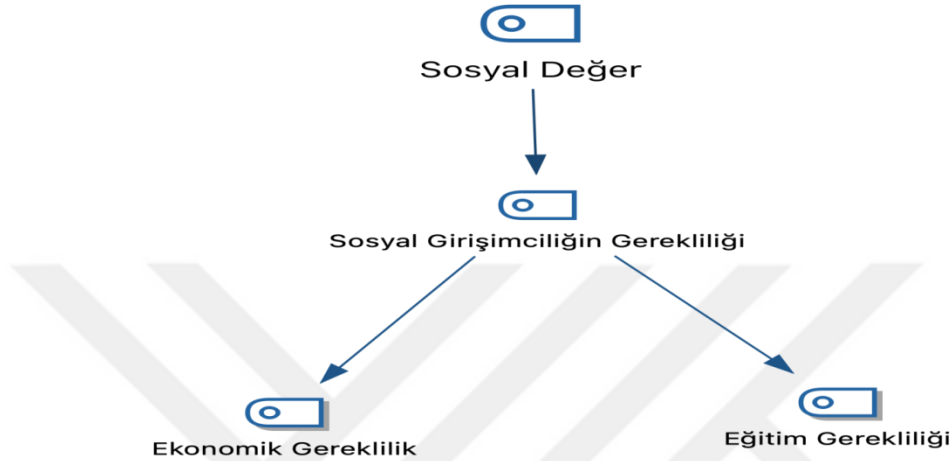 Sosyal Değer
Sosyal Girişimciliğin Gerekliliği
Ekonomik Gereklilik
Eğitim Gerekliliği